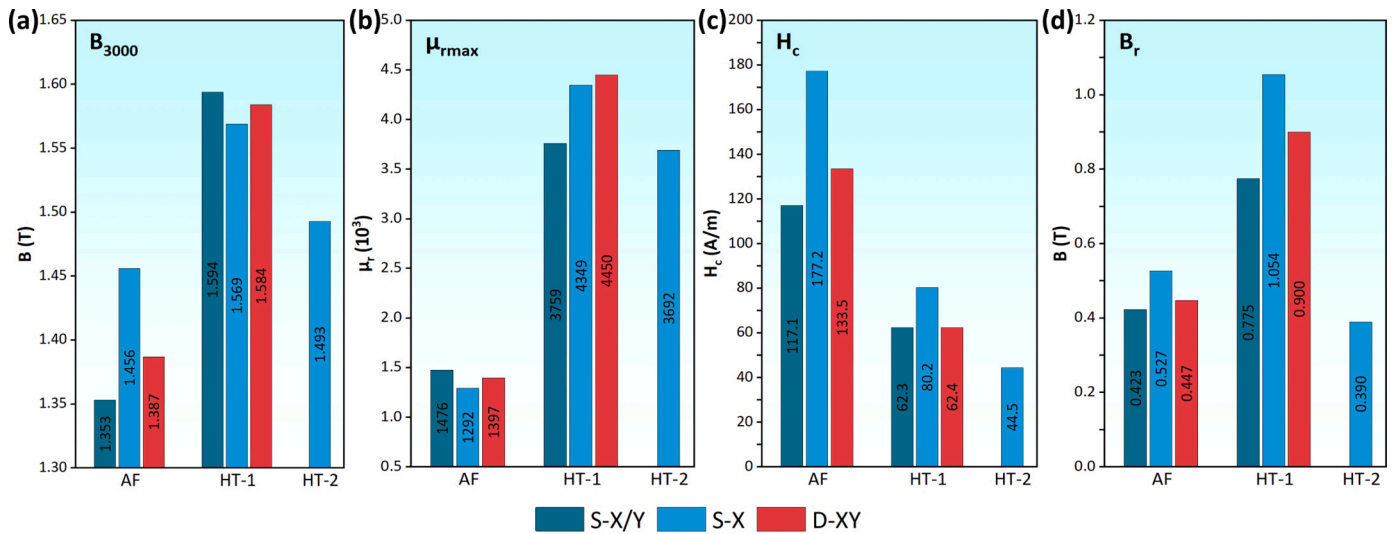 (a)
B3000
B (T)
1.65
1.60
1.55
1.50
1.45
1.40
1.35
1.30
1.353
1.456
1.387
1.594
1.569
1.584
1.493
AF
HT-1
HT-2
(b)
μrmax
μr (10³)
5.0
4.5
4.0
3.5
3.0
2.5
2.0
1.5
1.0
0.5
1476
1292
1397
3759
4349
4450
3692
AF
HT-1
HT-2
(c)
Hc
Hc (A/m)
200
180
160
140
120
100
80
60
40
20
0
117.1
177.2
133.5
62.3
80.2
62.4
44.5
AF
HT-1
HT-2
(d)
Br
B (T)
1.2
1.0
0.8
0.6
0.4
0.2
0.0
0.423
0.527
0.447
0.775
1.054
0.900
0.390
AF
HT-1
HT-2
S-X/Y S-X D-XY